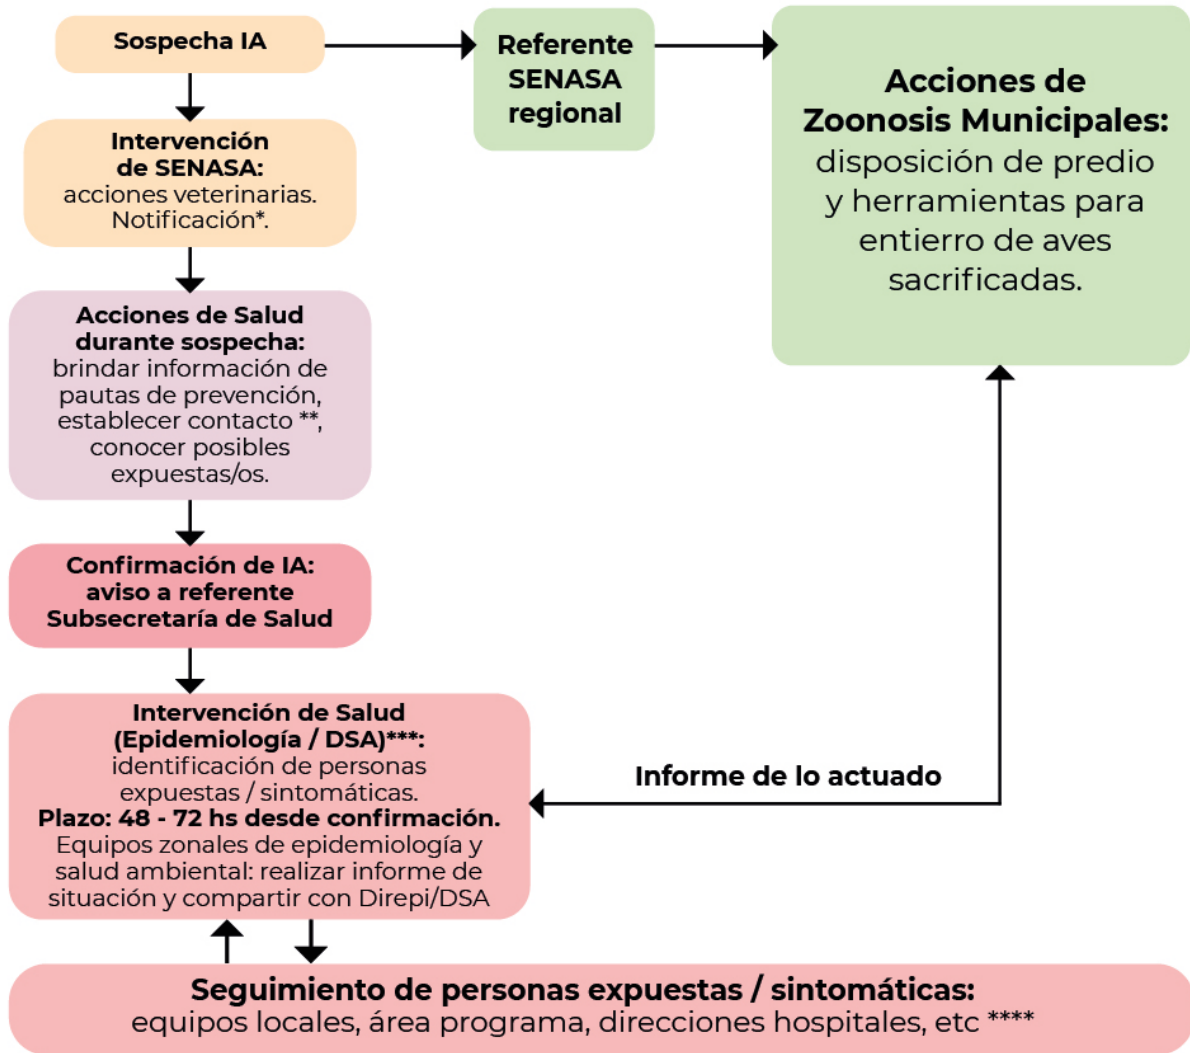 Sospecha IA
Referente
SENASA
regional
Acciones de
Zoonosis Municipales:
disposición de predio
y herramientas para
entierro de aves
sacrificadas.
Intervención
de SENASA:
acciones veterinarias.
Notificación*.
Acciones de Salud
durante sospecha:
brindar información de
pautas de prevención,
establecer contacto **,
conocer posibles
expuestas/os.
Confirmación de IA:
aviso a referente
Subsecretaría de Salud
Intervención de Salud
(Epidemiología / DSA)***:
identificación de personas
expuestas / sintomáticas.
Plazo: 48 - 72 hs desde confirmación.
Equipos zonales de epidemiología y
salud ambiental: realizar informe de
situación y compartir con Direpi/DSA
Informe de lo actuado
Seguimiento de personas expuestas / sintomáticas:
equipos locales, área programa, direcciones hospitales, etc ****